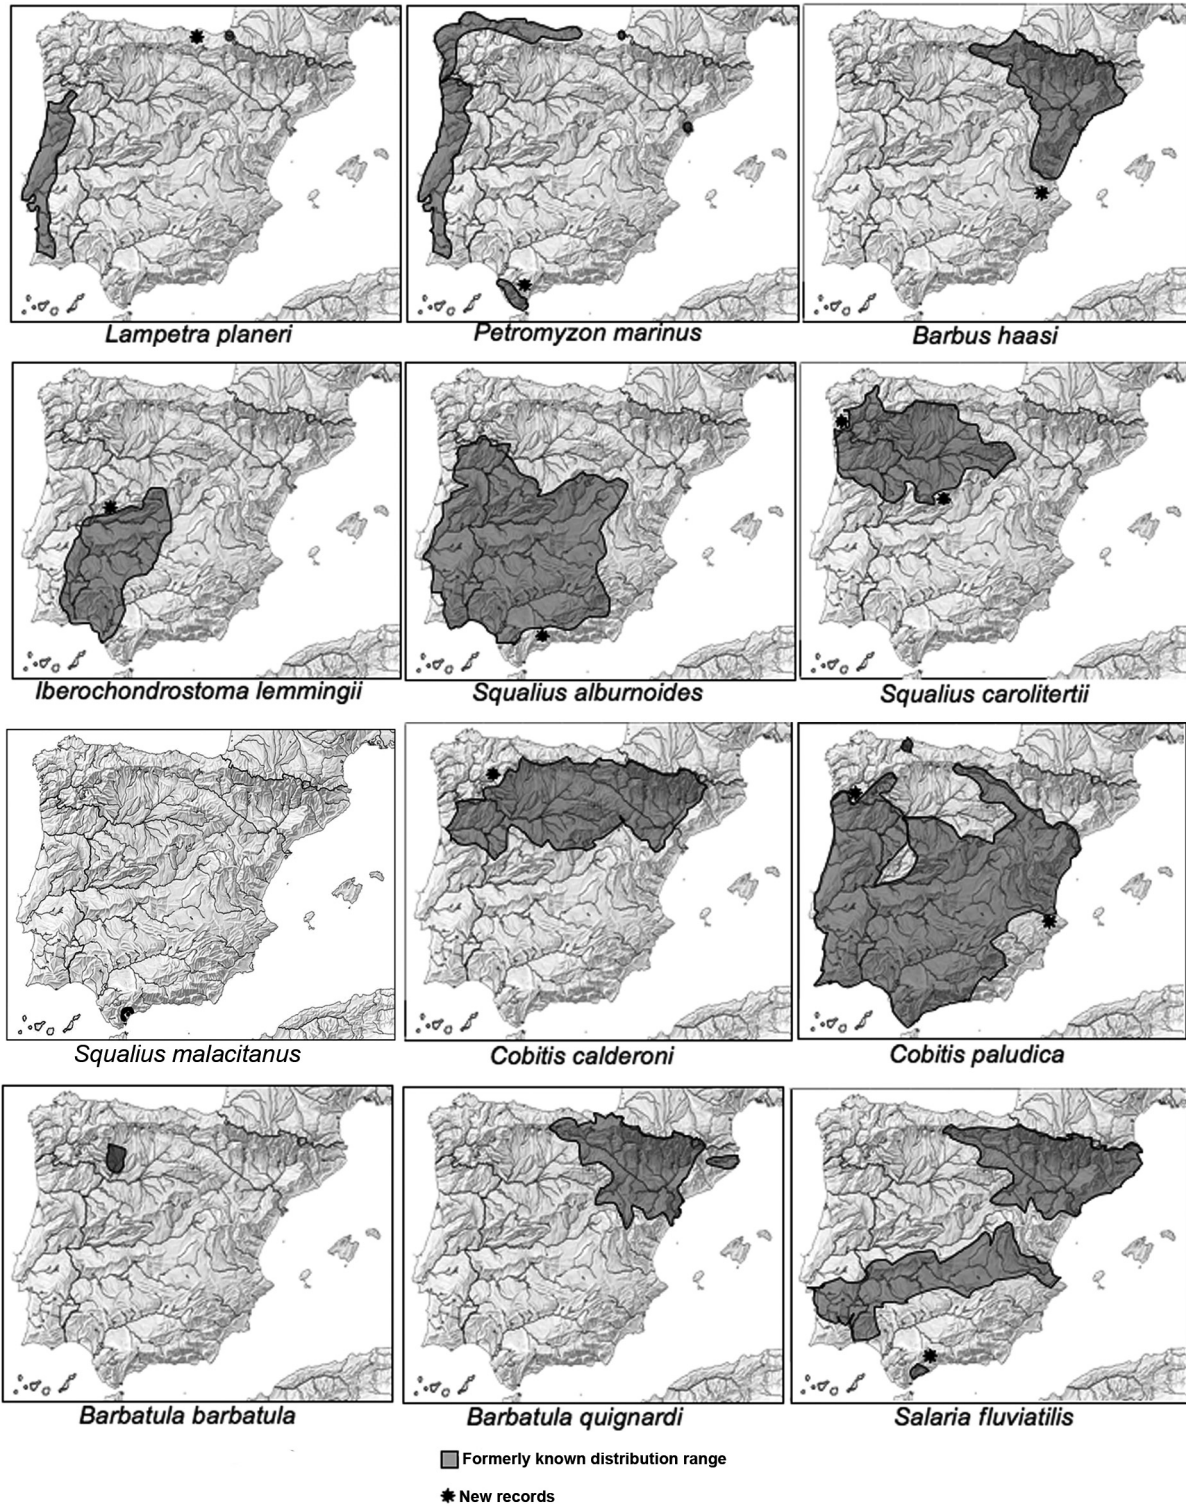 Lampetra planeri
Petromyzon marinus
Barbus haasi
Iberochondrostoma lemmingii
Squalius alburnoides
Squalius carolitertii
Squalius malacitanus
Cobitis calderoni
Cobitis paludica
Barbatula barbatula
Barbatula quignardi
Salaria fluviatilis
Formerly known distribution range
New records